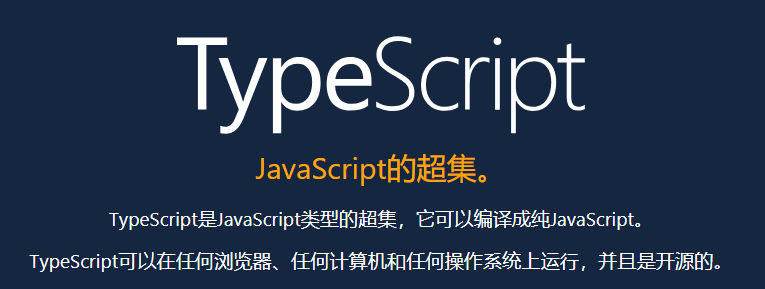 TypeScript
JavaScript的超集。
TypeScript是JavaScript类型的超集，它可以编译成纯JavaScript。
TypeScript可以在任何浏览器、任何计算机和任何操作系统上运行，并且是开源的。